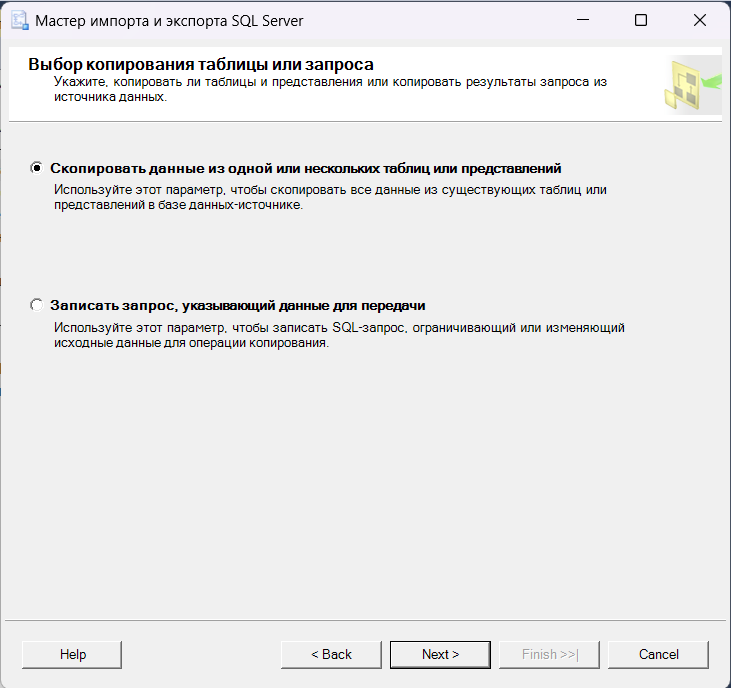 Мастер импорта и экспорта SQL Server
Выбор копирования таблицы или запроса
Укажите, копировать ли таблицы и представления или копировать результаты запроса из
источника данных.
Скопировать данные из одной или нескольких таблиц или представлений
Используйте этот параметр, чтобы скопировать все данные из существующих таблиц или
представлений в базе данных-источнике.
Записать запрос, указывающий данные для передачи
Используйте этот параметр, чтобы записать SQL-запрос, ограничивающий или изменяющий
исходные данные для операции копирования.
Help
< Back
Next >
Finish >>|
Cancel